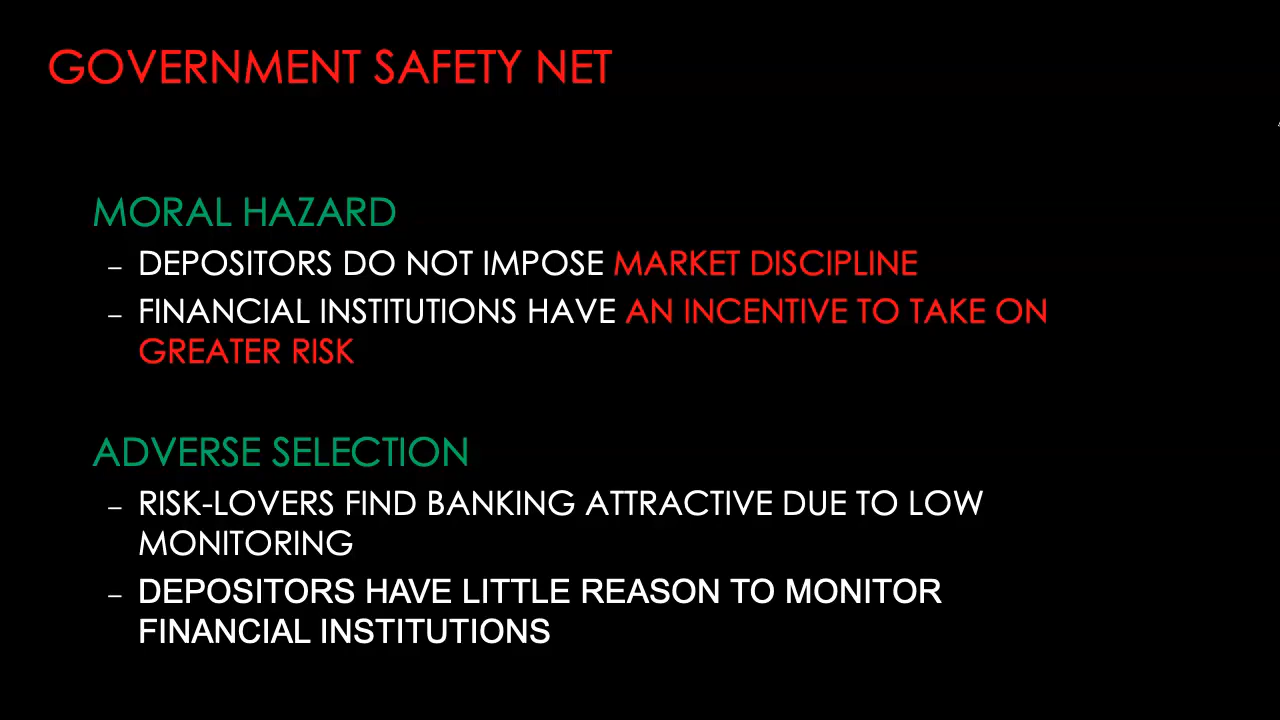 GOVERNMENT SAFETY NET
MORAL HAZARD
– DEPOSITORS DO NOT IMPOSE MARKET DISCIPLINE
– FINANCIAL INSTITUTIONS HAVE AN INCENTIVE TO TAKE ON
GREATER RISK
ADVERSE SELECTION
– RISK-LOVERS FIND BANKING ATTRACTIVE DUE TO LOW
MONITORING
– DEPOSITORS HAVE LITTLE REASON TO MONITOR
FINANCIAL INSTITUTIONS